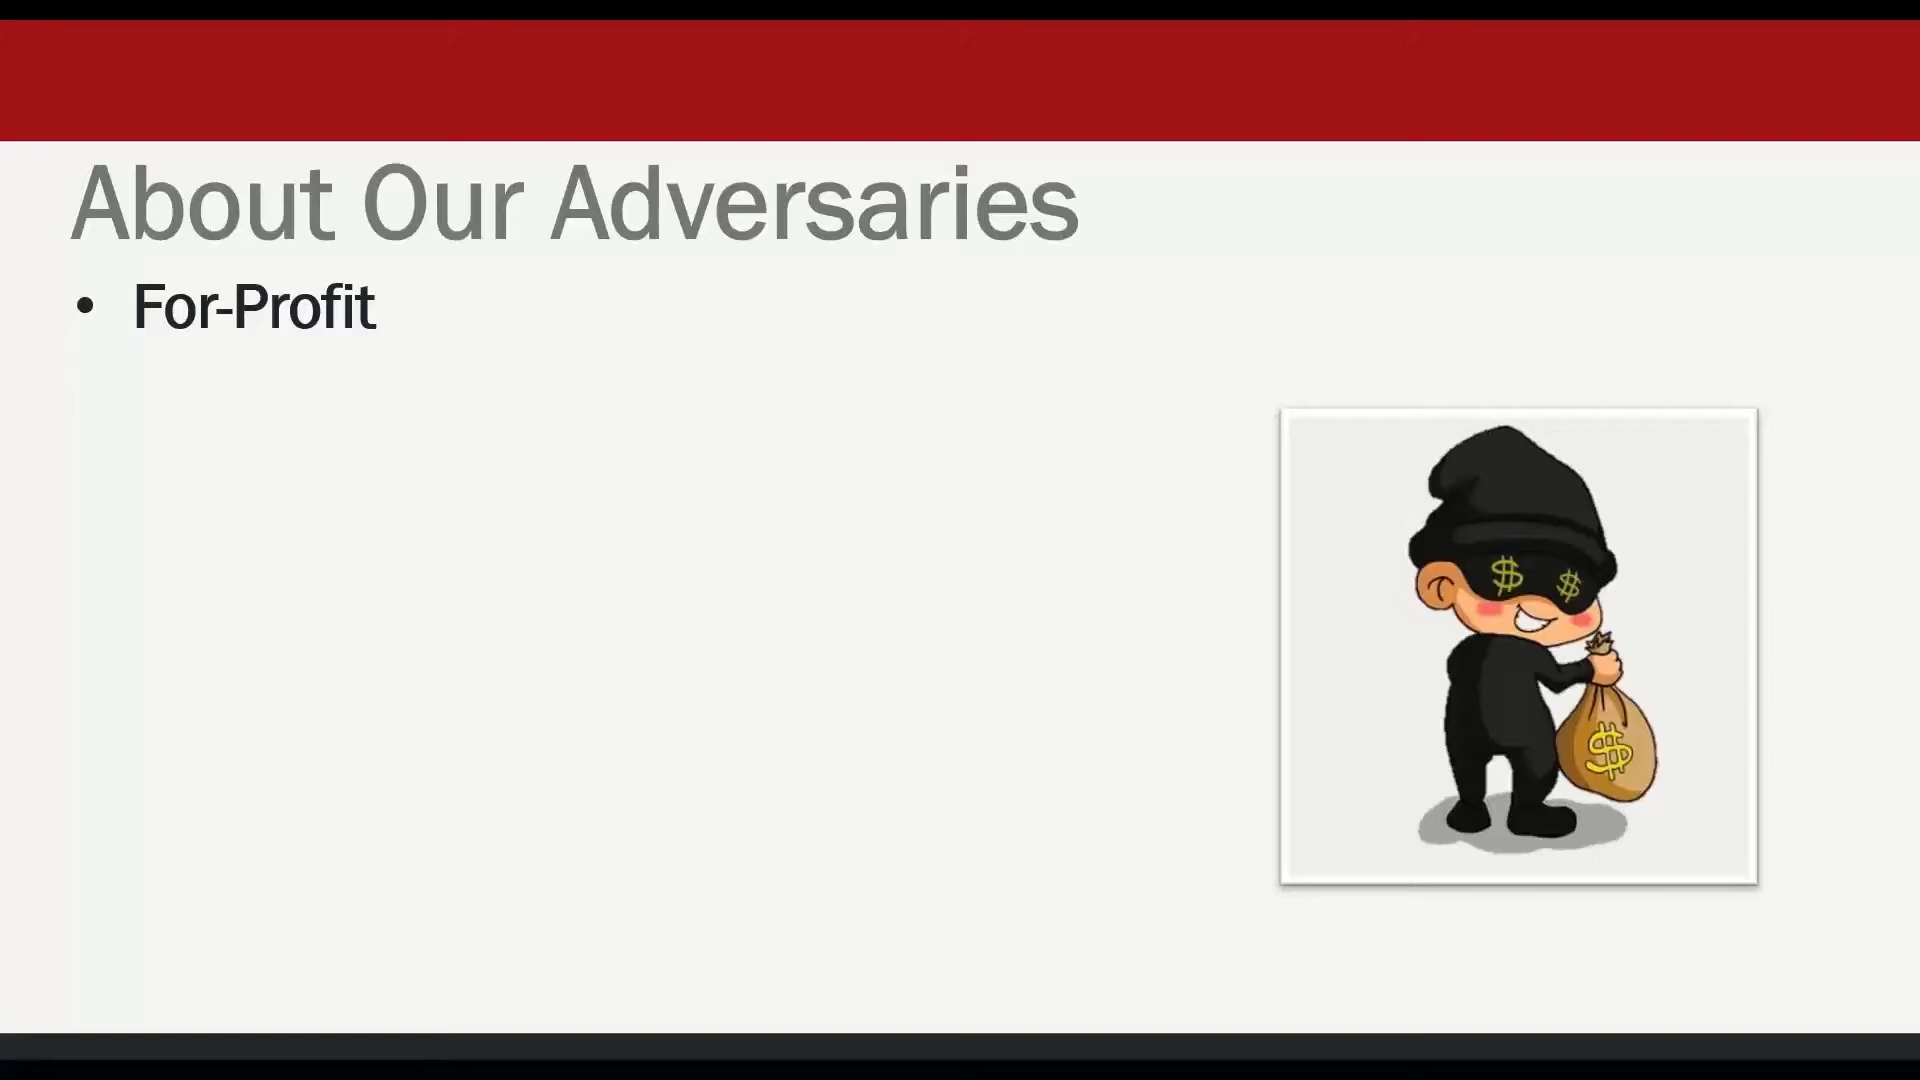 About Our Adversaries
• For-Profit
$ $
$